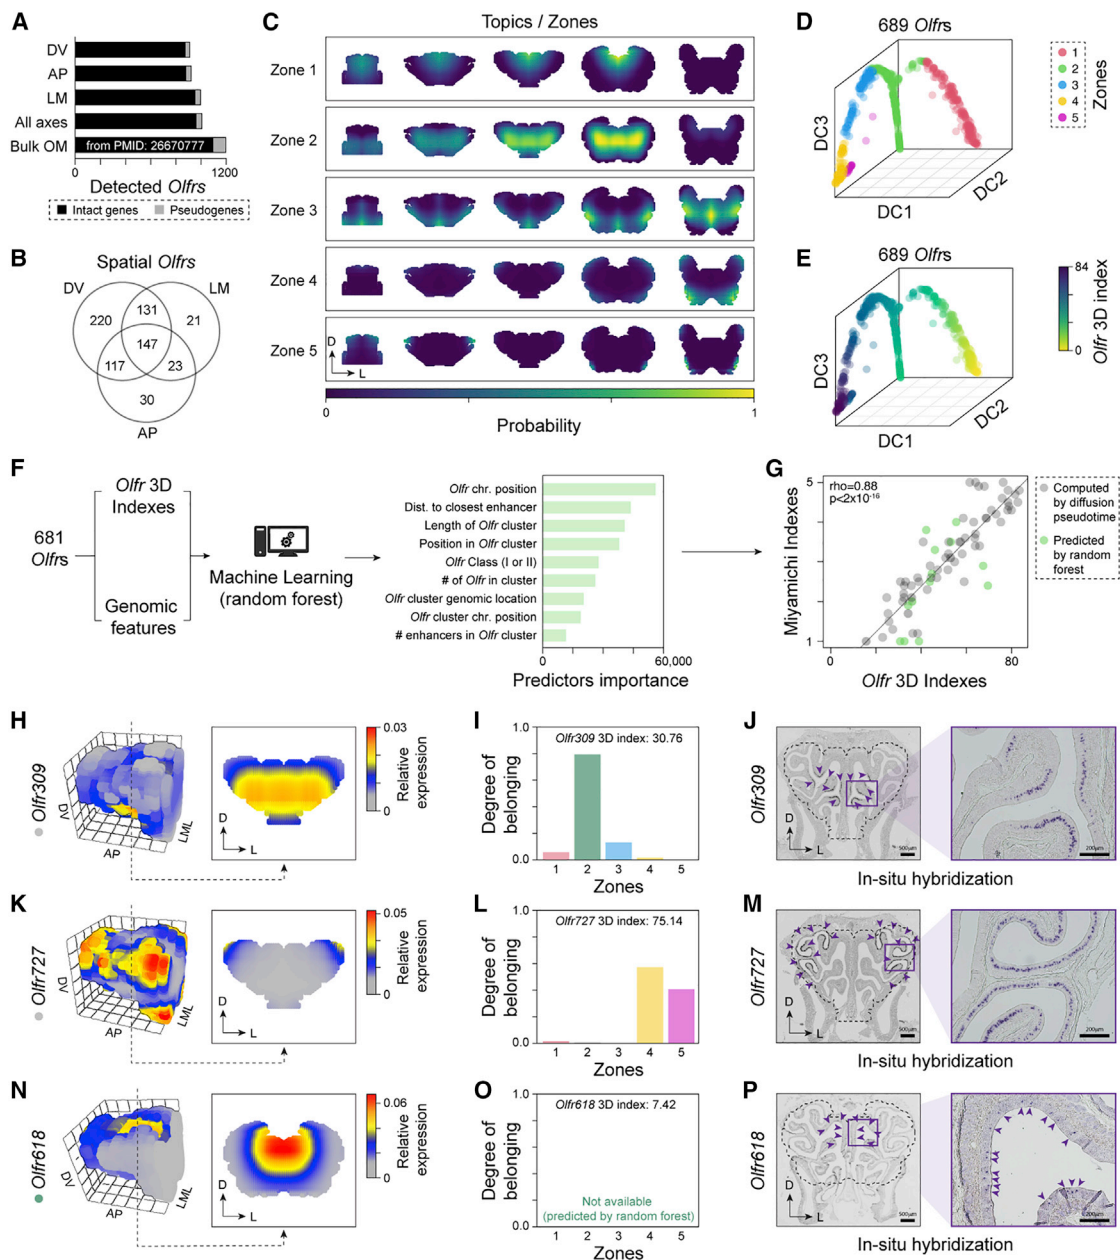 A
DV
AP
LM
All axes
Bulk OM
from PMID: 26670777
0
1200
Detected Olfrs
Intact genes
Pseudogenes
B
Spatial Olfrs
DV
LM
220
131
21
147
117
23
30
AP
C
Topics / Zones
Zone 1
Zone 2
Zone 3
Zone 4
Zone 5
D
L
0
1
Probability
D
689 Olfrs
DC3
DC1
DC2
1
2
3
4
5
Zones
E
689 Olfrs
DC3
DC1
DC2
84
0
Olfr 3D index
F
681
Olfrs
Olfr 3D
Indexes
Genomic
features
Machine Learning
(random forest)
Olfr chr. position
Dist. to closest enhancer
Length of Olfr cluster
Position in Olfr cluster
Olfr Class (I or II)
# of Olfr in cluster
Olfr cluster genomic location
Olfr cluster chr. position
# enhancers in Olfr cluster
0
60,000
Predictors importance
G
rho=0.88
p<2x10-16
Miyamichi Indexes
5
1
0
80
Olfr 3D Indexes
Computed
by diffusion
pseudotime
Predicted
by random
forest
H
Olfr309
DV
AP
LML
D
L
0.03
0
Relative
expression
I
Olfr309 3D index: 30.76
Degree of
belonging
1.0
0.0
1 2 3 4 5
Zones
J
Olfr309
D
L
500µm
200µm
In-situ hybridization
K
Olfr727
DV
AP
LML
D
L
0.05
0
Relative
expression
L
Olfr727 3D index: 75.14
Degree of
belonging
1.0
0.0
1 2 3 4 5
Zones
M
Olfr727
D
L
500µm
200µm
In-situ hybridization
N
Olfr618
DV
AP
LML
D
L
0.06
0
Relative
expression
O
Olfr618 3D index: 7.42
Degree of
belonging
1.0
0.0
Not available
(predicted by random forest)
1 2 3 4 5
Zones
P
Olfr618
D
L
500µm
200µm
In-situ hybridization